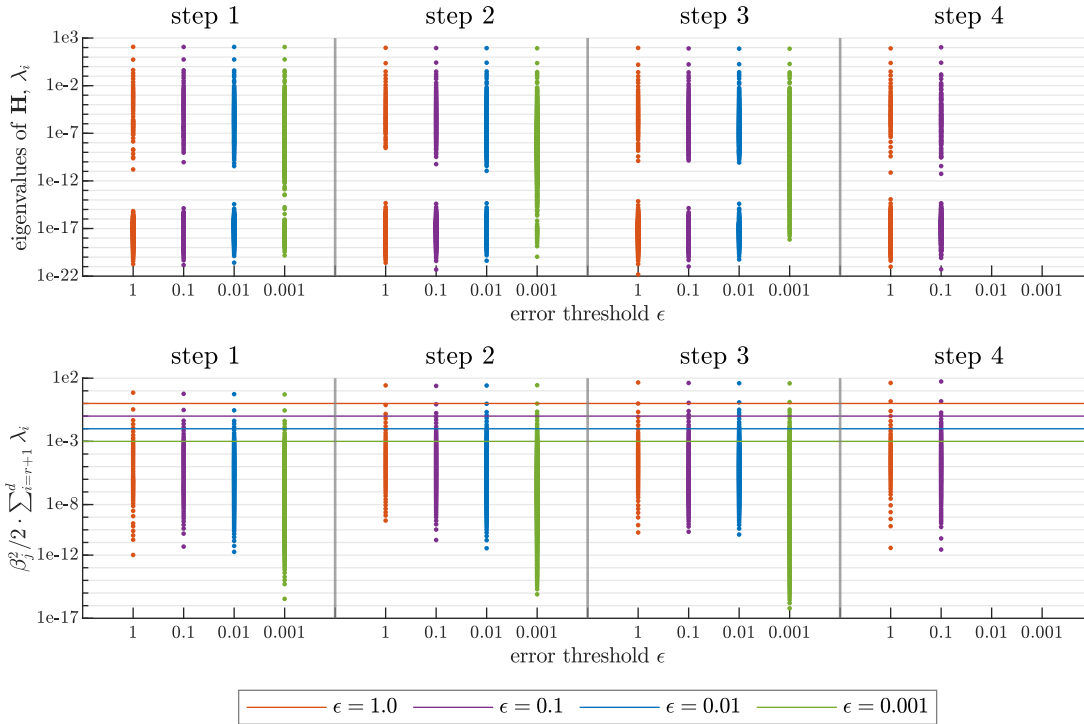 step 1 step 2 step 3 step 4
eigenvalues of H, λ_i
1e3
1e-2
1e-7
1e-12
1e-17
1e-22
1 0.1 0.01 0.001 1 0.1 0.01 0.001 1 0.1 0.01 0.001 1 0.1 0.01 0.001
error threshold ϵ error threshold ϵ
step 1 step 2 step 3 step 4
β_j^2/2 · ∑_{i=r+1}^d λ_i
1e2
1e-3
1e-8
1e-12
1e-17
1 0.1 0.01 0.001 1 0.1 0.01 0.001 1 0.1 0.01 0.001 1 0.1 0.01 0.001
error threshold ϵ
ϵ = 1.0 ϵ = 0.1 ϵ = 0.01 ϵ = 0.001